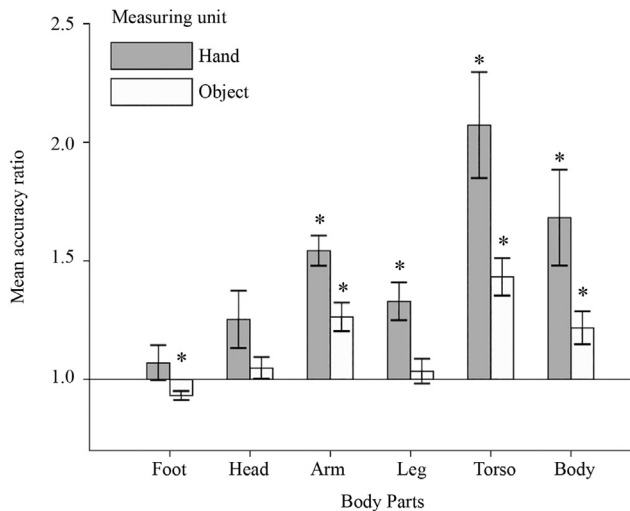 Measuring unit
Hand
Object
Mean accuracy ratio
2.5
2.0
1.5
1.0
* * * * * * * *
Foot Head Arm Leg Torso Body
Body Parts